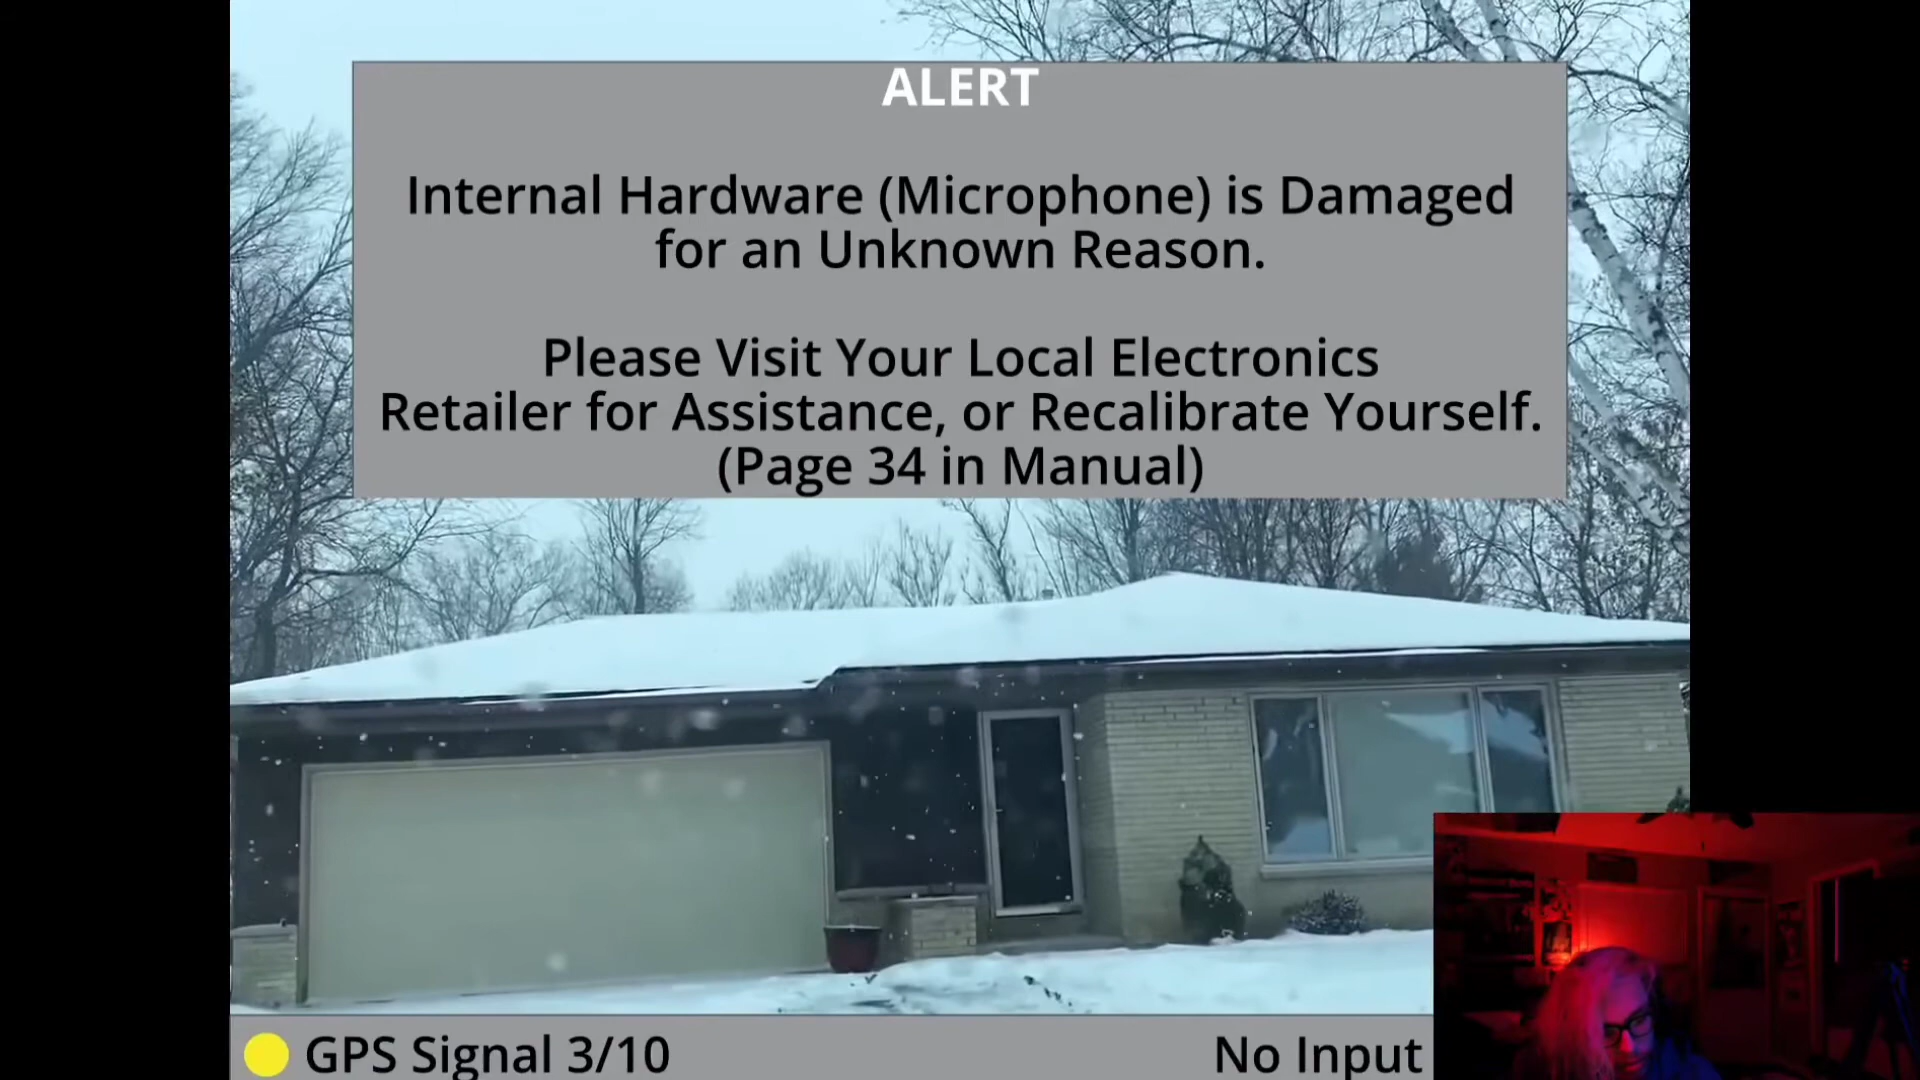 ALERT
Internal Hardware (Microphone) is Damaged
for an Unknown Reason.
Please Visit Your Local Electronics
Retailer for Assistance, or Recalibrate Yourself.
(Page 34 in Manual)
GPS Signal 3/10
No Input